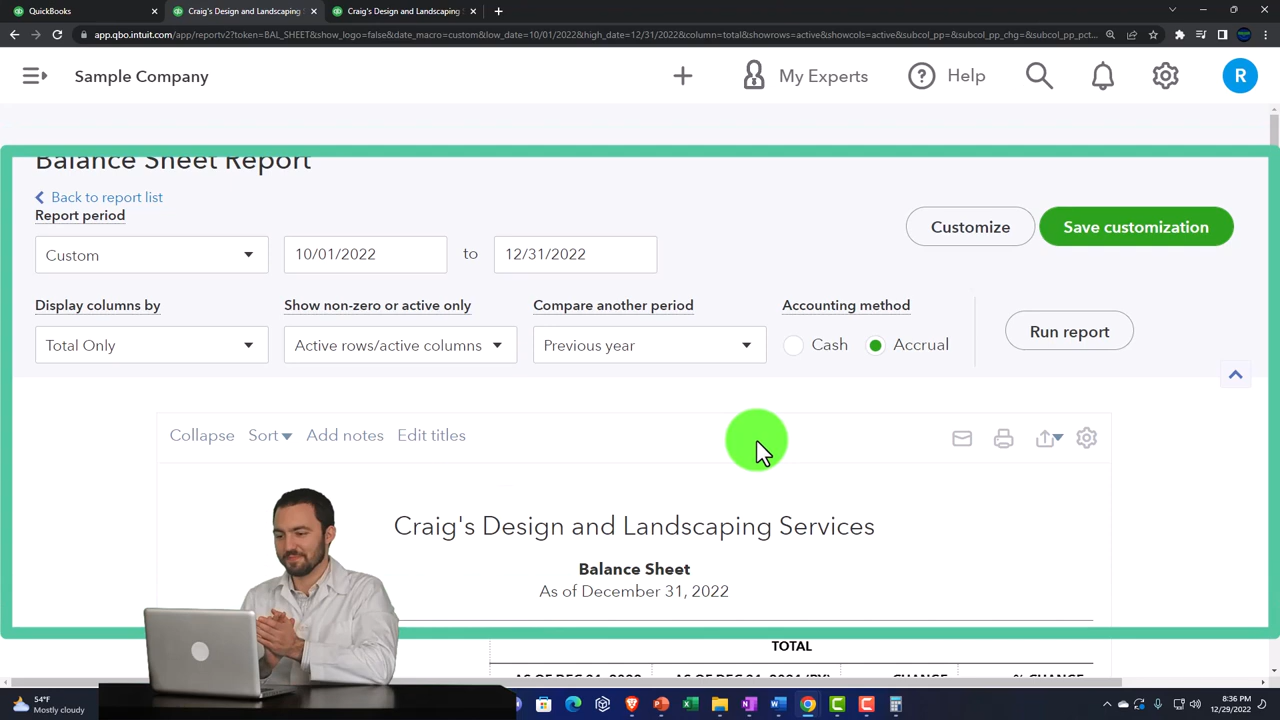 QuickBooks
Craig's Design and Landscaping S
Craig's Design and Landscaping S
app.qbo.intuit.com/app/reportv2?token=BAL_SHEET&show_logo=false&date_macro=custom&low_date=10/01/2022&high_date=12/31/2022&column=total&showrows=active&showcols=active&subcol_pp=&subcol_pp_chg=&subcol_pp_pct...
Sample Company
My Experts
Help
R
Balance Sheet Report
Back to report list
Report period
Custom
10/01/2022
to
12/31/2022
Customize
Save customization
Display columns by
Show non-zero or active only
Compare another period
Accounting method
Total Only
Active rows/active columns
Previous year
Cash
Accrual
Run report
Collapse
Sort
Add notes
Edit titles
Craig's Design and Landscaping Services
Balance Sheet
As of December 31, 2022
TOTAL
% CHANGE
54°F
Mostly cloudy
8:36 PM
12/29/2022